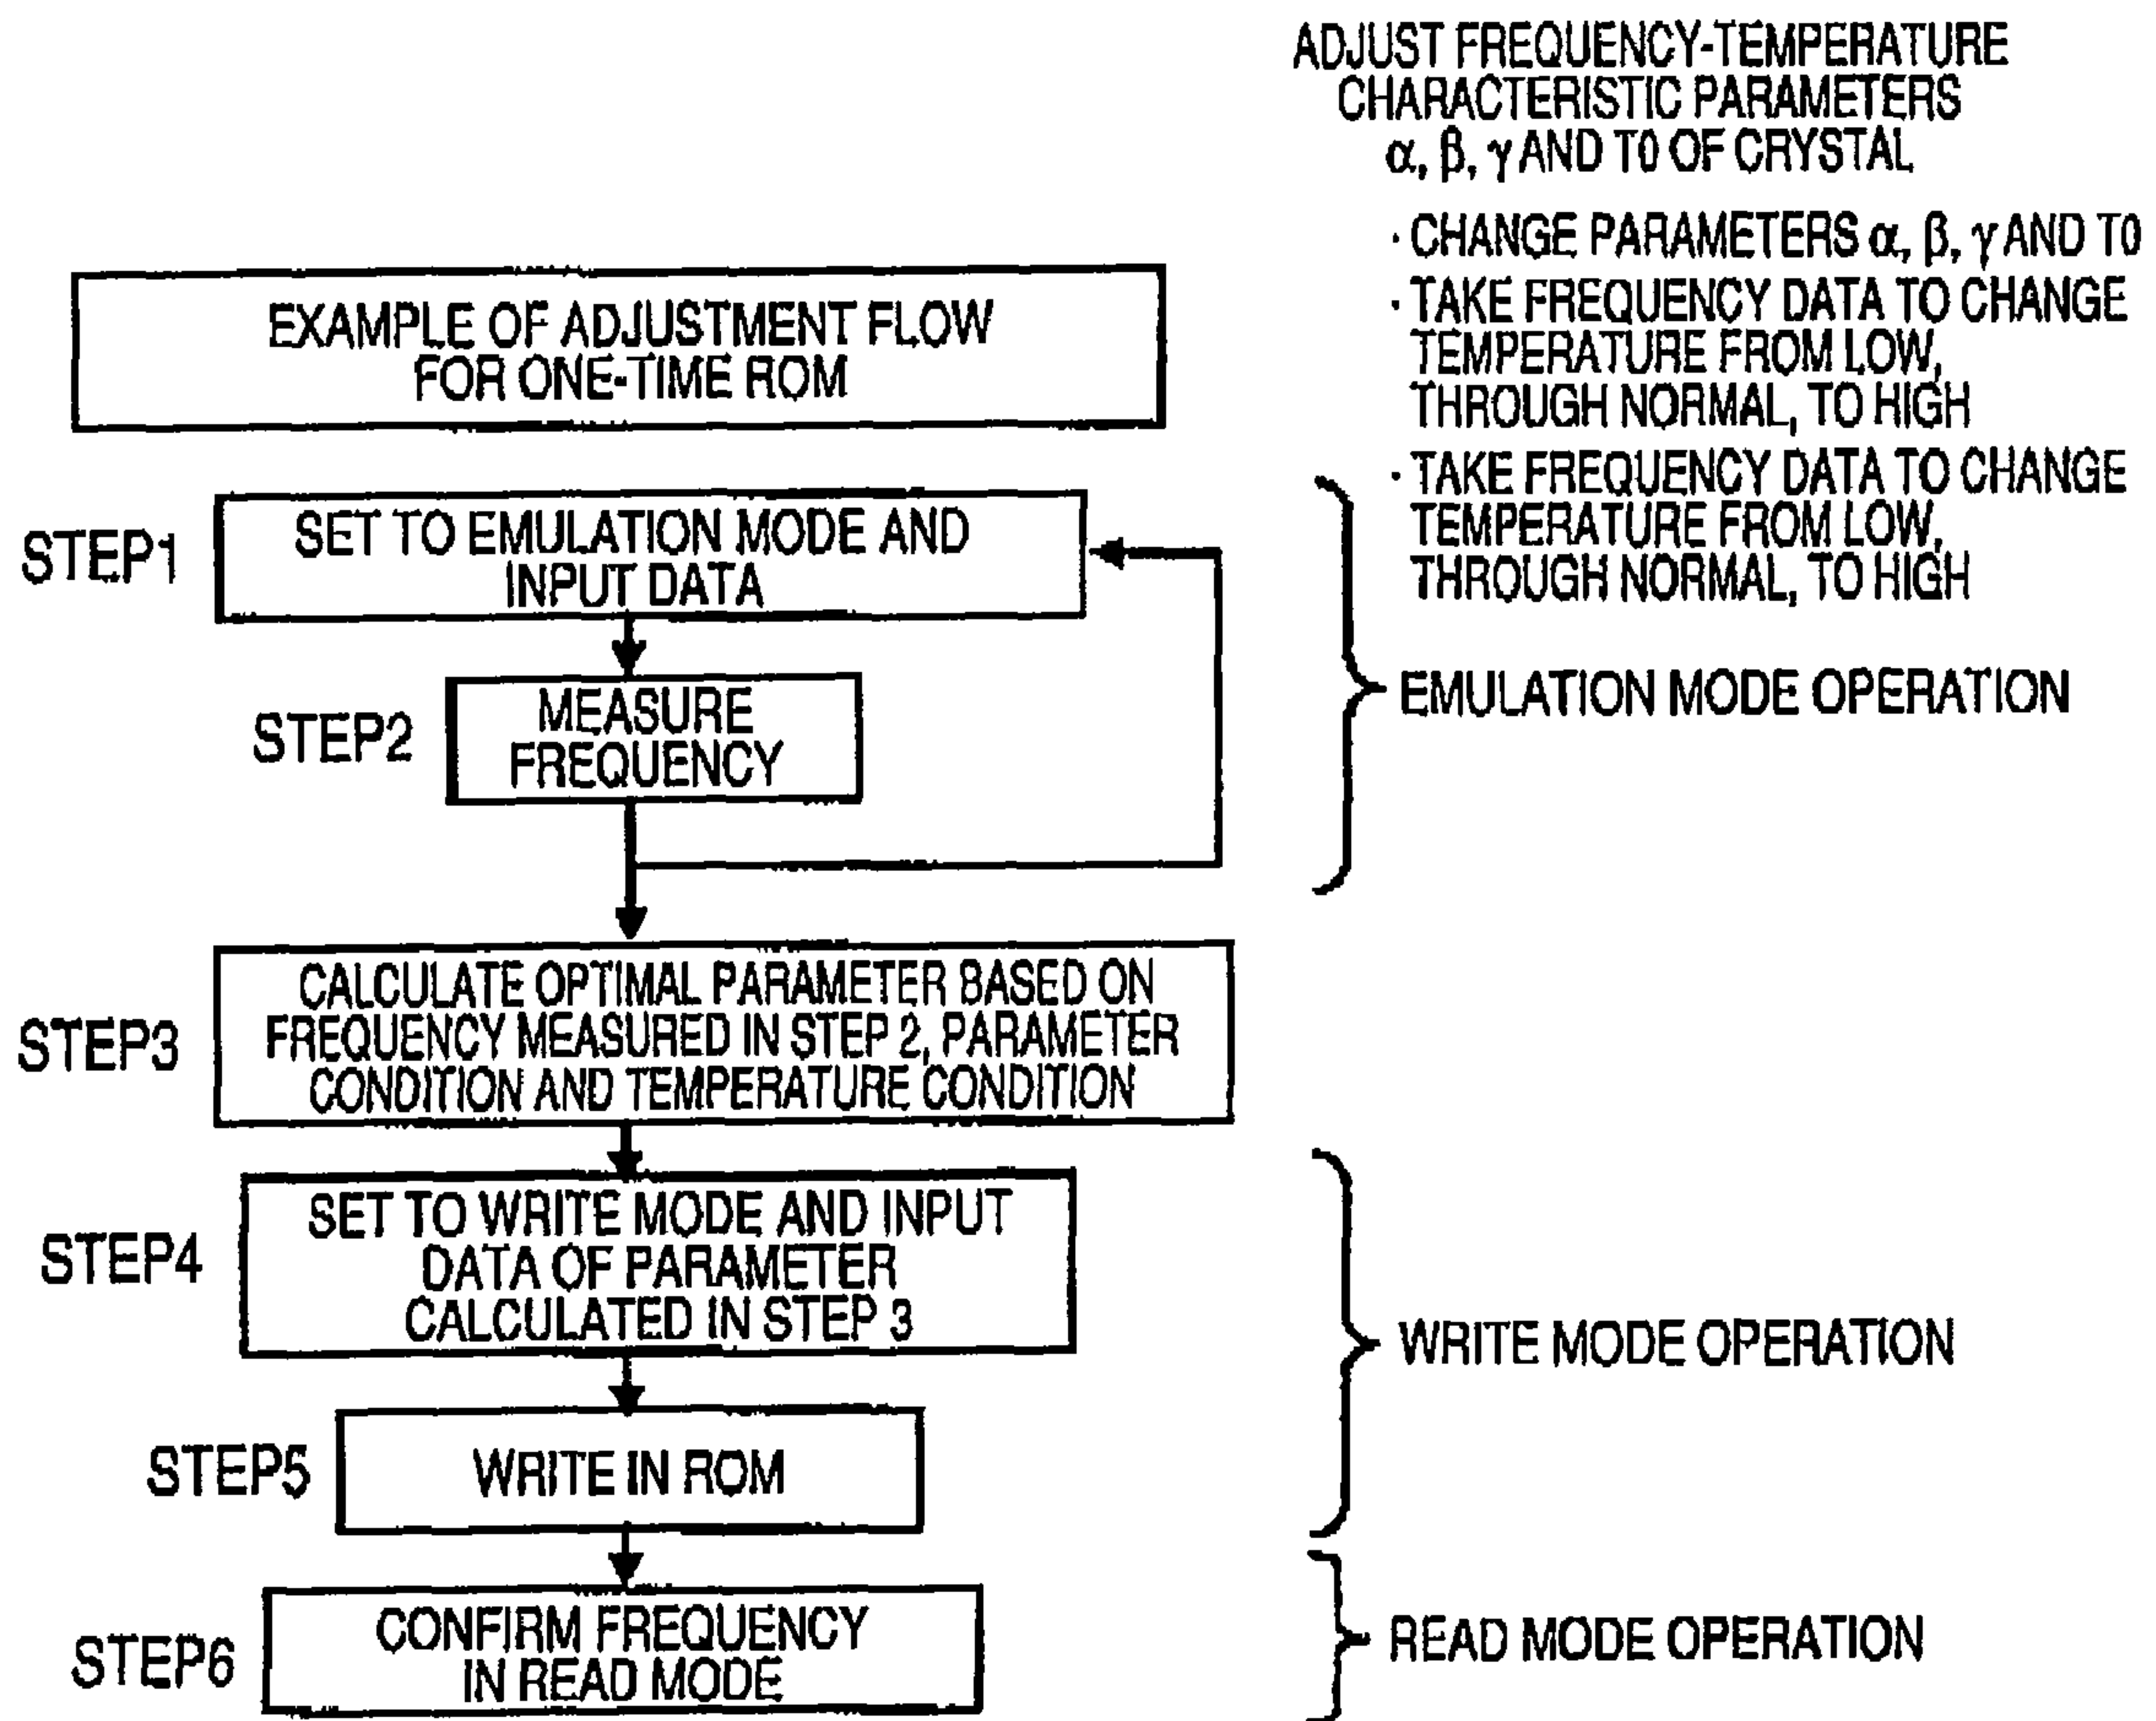 ADJUST FREQUENCY-TEMPERATURE
CHARACTERISTIC PARAMETERS
α, β, γ AND T0 OF CRYSTAL
· CHANGE PARAMETERS α, β, γ AND T0
· TAKE FREQUENCY DATA TO CHANGE
TEMPERATURE FROM LOW,
THROUGH NORMAL, TO HIGH
· TAKE FREQUENCY DATA TO CHANGE
TEMPERATURE FROM LOW,
THROUGH NORMAL, TO HIGH
EXAMPLE OF ADJUSTMENT FLOW
FOR ONE-TIME ROM
STEP1
SET TO EMULATION MODE AND
INPUT DATA
STEP2
MEASURE
FREQUENCY
EMULATION MODE OPERATION
STEP3
CALCULATE OPTIMAL PARAMETER BASED ON
FREQUENCY MEASURED IN STEP 2, PARAMETER
CONDITION AND TEMPERATURE CONDITION
STEP4
SET TO WRITE MODE AND INPUT
DATA OF PARAMETER
CALCULATED IN STEP 3
WRITE MODE OPERATION
STEP5
WRITE IN ROM
STEP6
CONFIRM FREQUENCY
IN READ MODE
READ MODE OPERATION